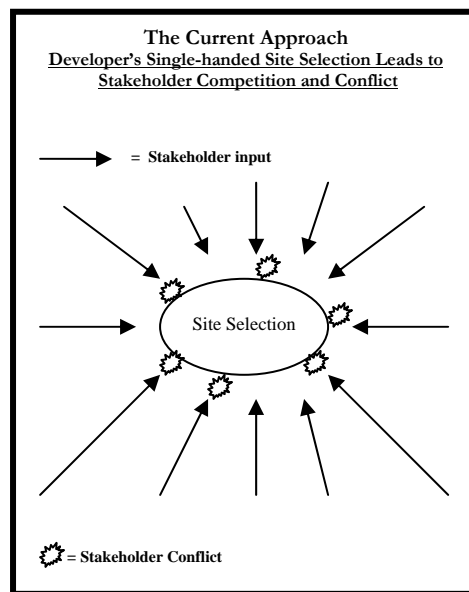 The Current Approach
Developer's Single-handed Site Selection Leads to
Stakeholder Competition and Conflict
= Stakeholder input
Site Selection
= Stakeholder Conflict